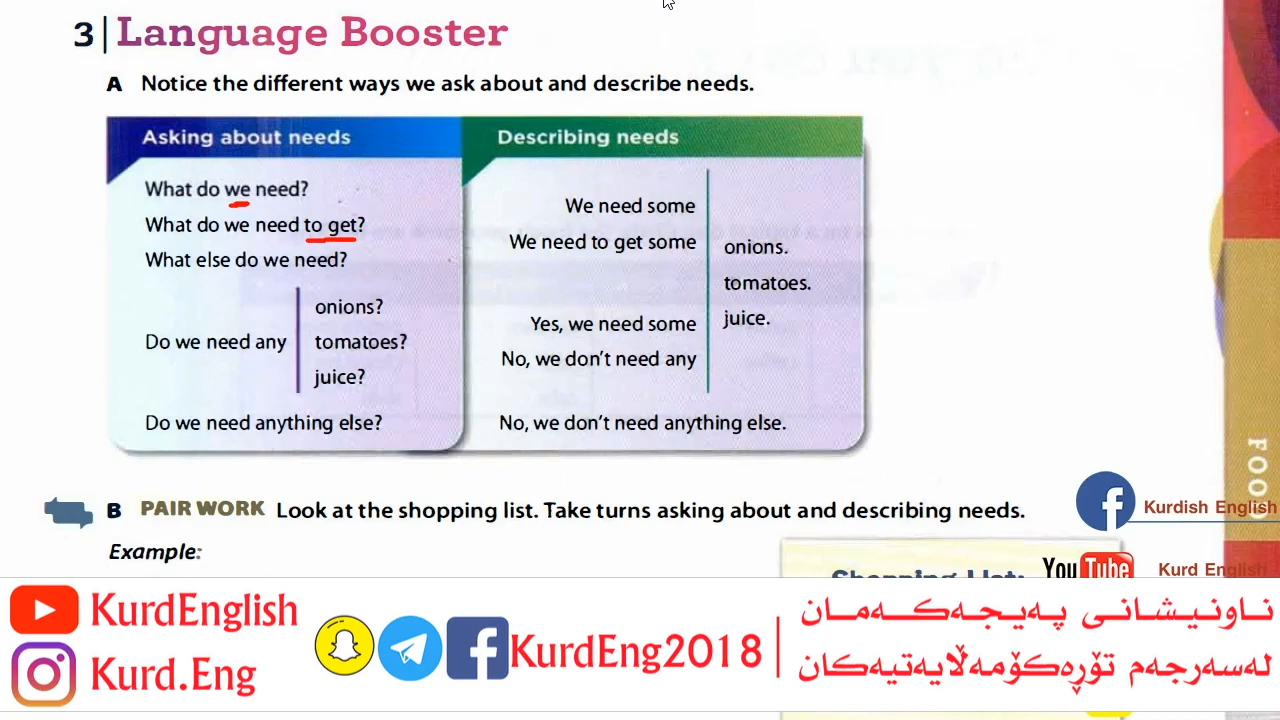 3 | Language Booster
A Notice the different ways we ask about and describe needs.
Asking about needs
What do we need?
What do we need to get?
What else do we need?
Do we need any
onions?
tomatoes?
juice?
Do we need anything else?
Describing needs
We need some
We need to get some
Yes, we need some
No, we don't need any
onions.
tomatoes.
juice.
No, we don't need anything else.
FOOD
B PAIR WORK Look at the shopping list. Take turns asking about and describing needs.
Example:
Shopping List:
Kurdish English
YouTube Kurd English
KurdEnglish
Kurd.Eng
KurdEng2018
ناونیشانی پەیجەکەمان
لەسەرجەم تۆڕەکۆمەڵایەتیەکان